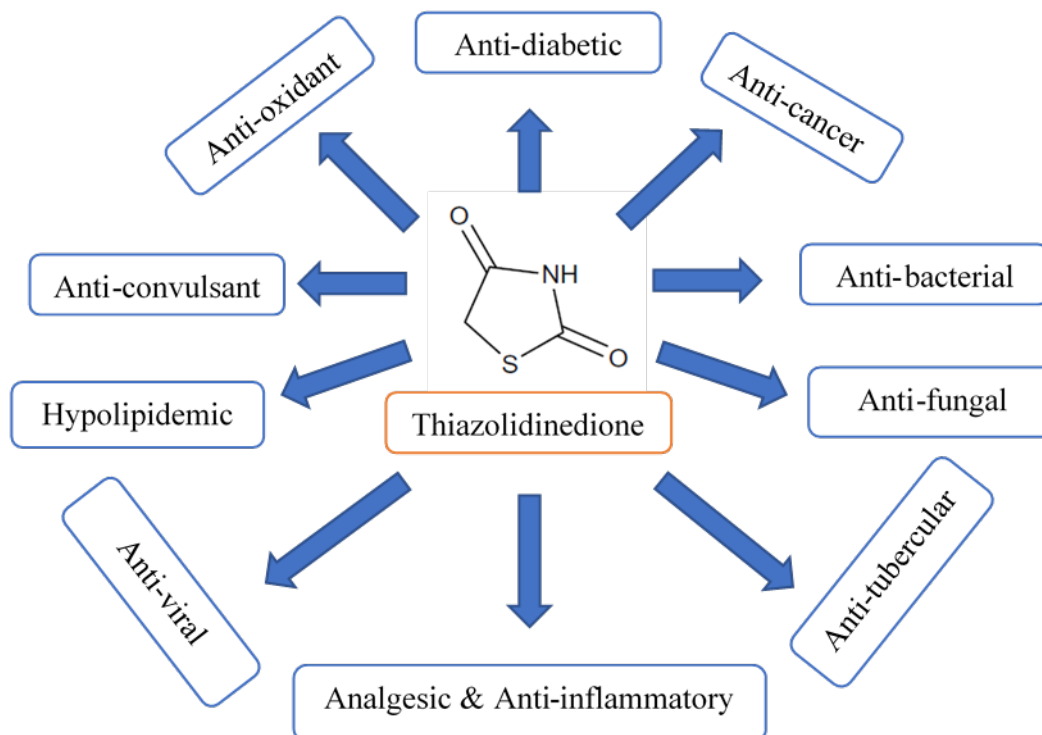 Anti-diabetic
Anti-oxidant
Anti-cancer
O
NH
S
O
Anti-convulsant
Anti-bacterial
Hypolipidemic
Thiazolidinedione
Anti-fungal
Anti-viral
Anti-tubercular
Analgesic & Anti-inflammatory